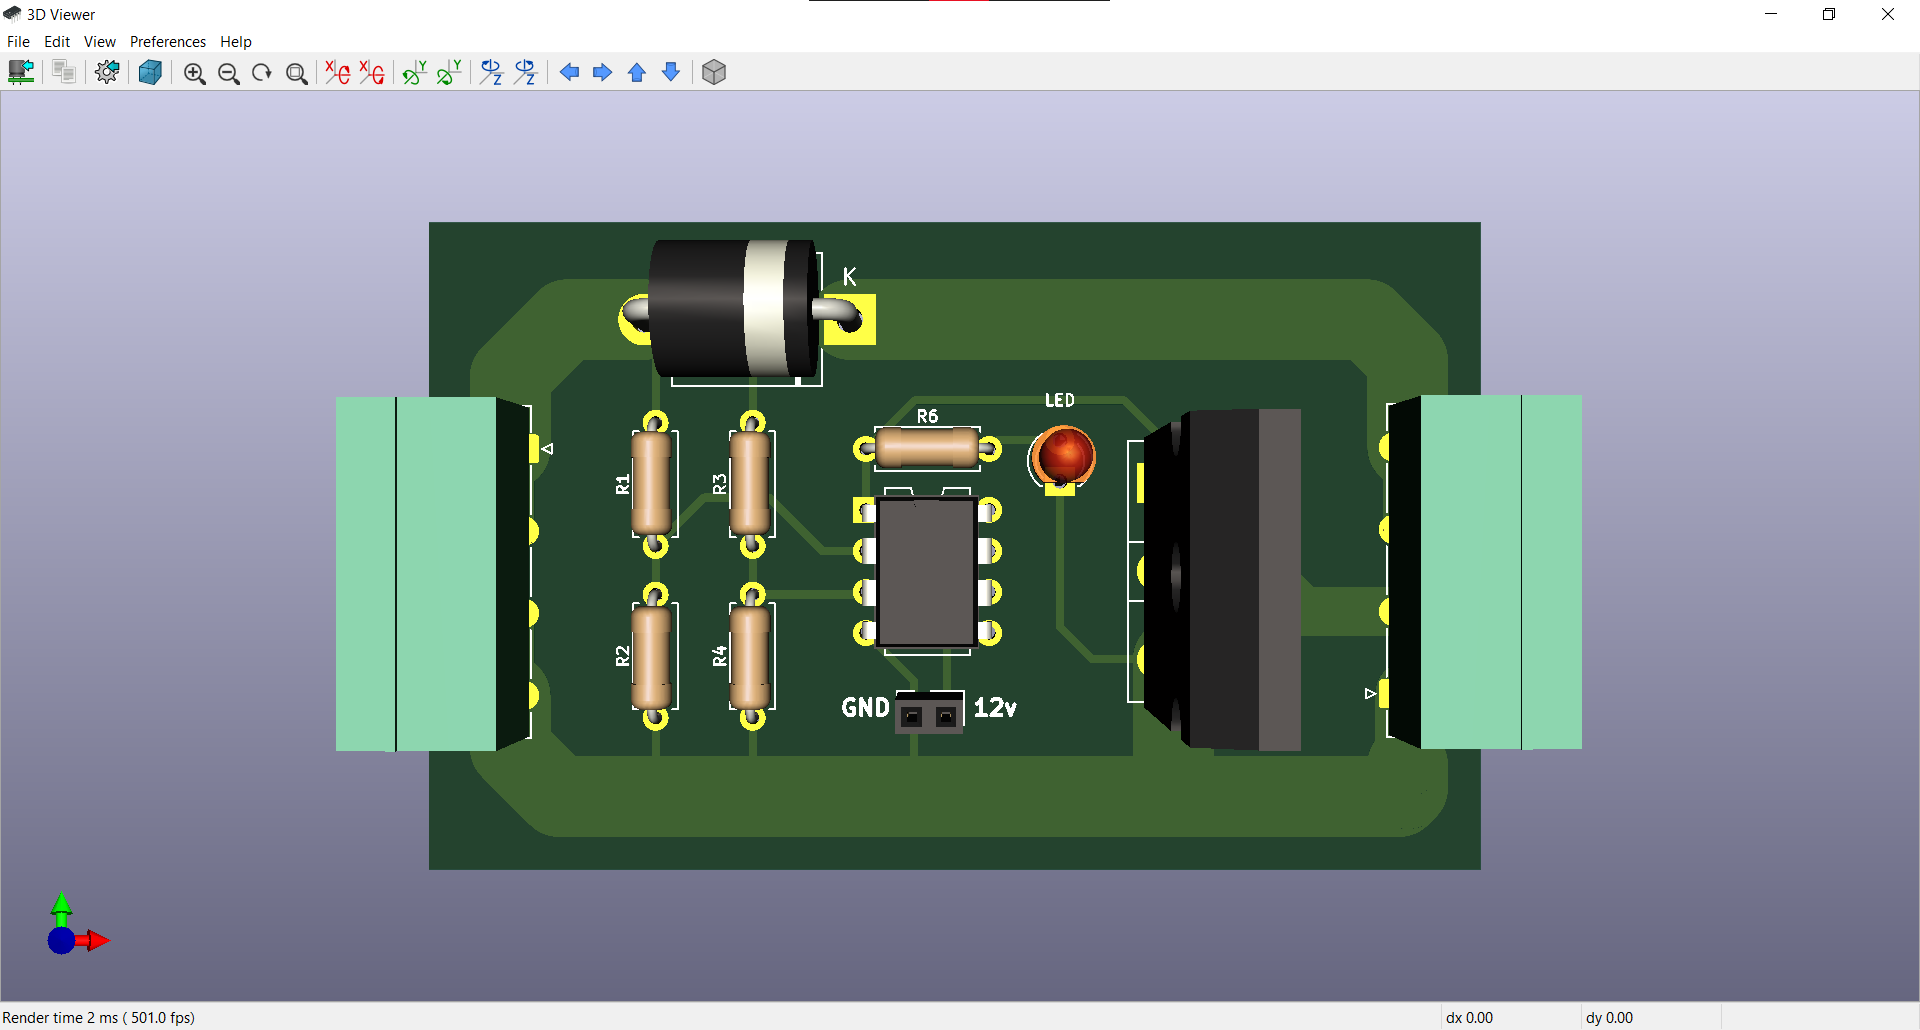 3D Viewer
File Edit View Preferences Help
X X Y Y Z Z
K
LED
R6
R1
R3
R2
R4
GND
12v
Render time 2 ms ( 501.0 fps)
dx 0.00
dy 0.00